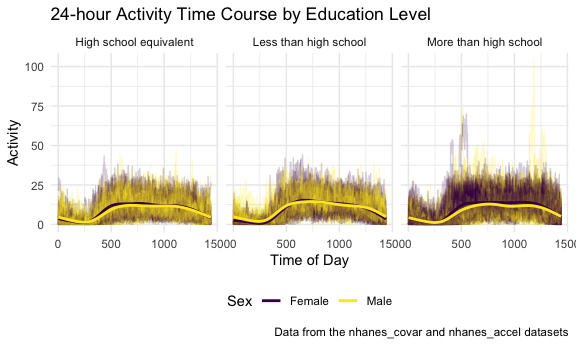 24-hour Activity Time Course by Education Level
High school equivalent Less than high school More than high school
Activity
100
75
50
25
0
0 500 1000 1500 0 500 1000 1500 0 500 1000 1500
Time of Day
Sex Female Male
Data from the nhanes_covar and nhanes_accel datasets